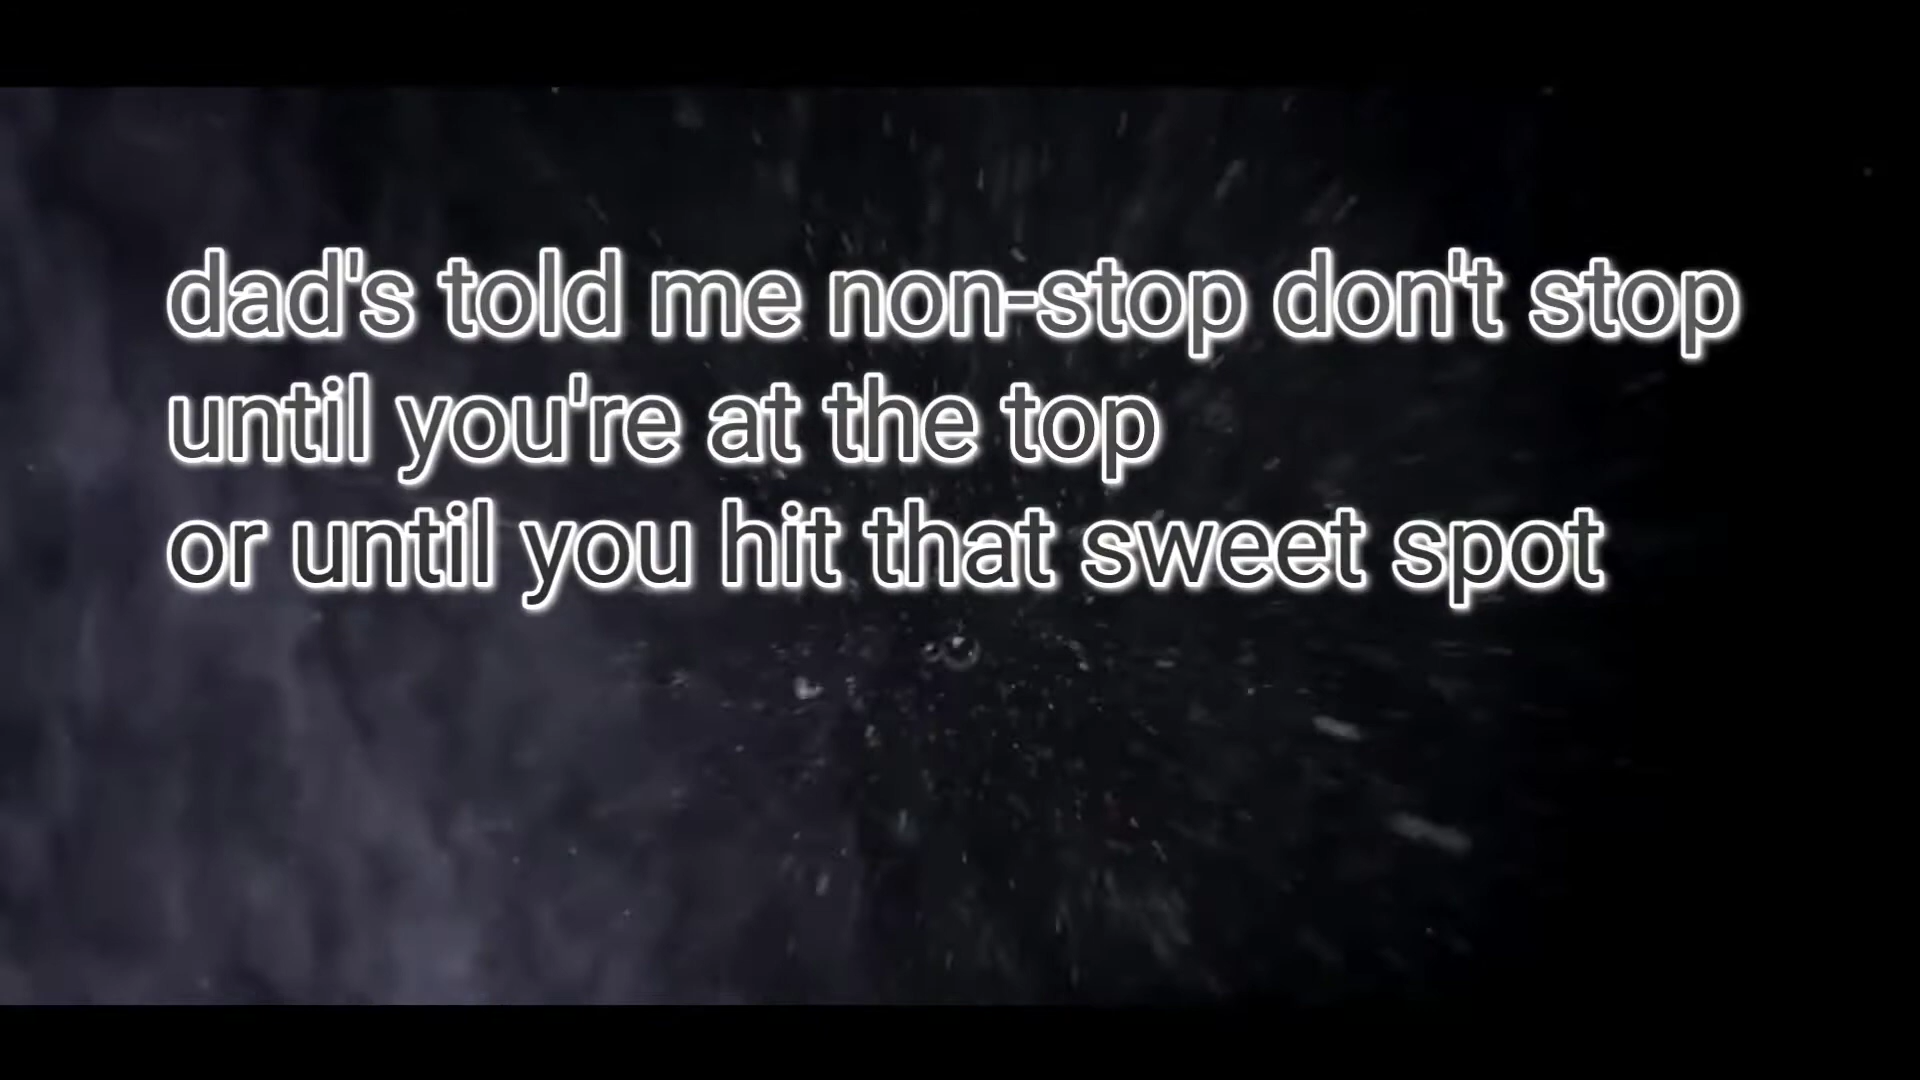 dad's told me non-stop don't stop
until you're at the top
or until you hit that sweet spot